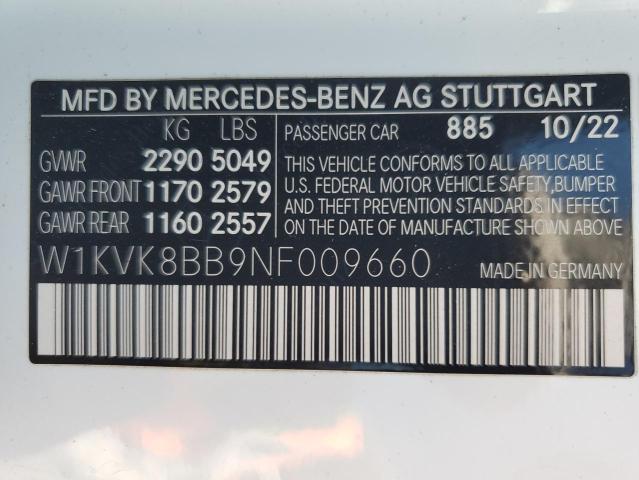 MFD BY MERCEDES-BENZ AG STUTTGART
KG LBS
GVWR 2290 5049
GAWR FRONT 1170 2579
GAWR REAR 1160 2557
PASSENGER CAR 885 10/22
THIS VEHICLE CONFORMS TO ALL APPLICABLE
U.S. FEDERAL MOTOR VEHICLE SAFETY,BUMPER
AND THEFT PREVENTION STANDARDS IN EFFECT
ON THE DATE OF MANUFACTURE SHOWN ABOVE
W1KVK8BB9NF009660
MADE IN GERMANY